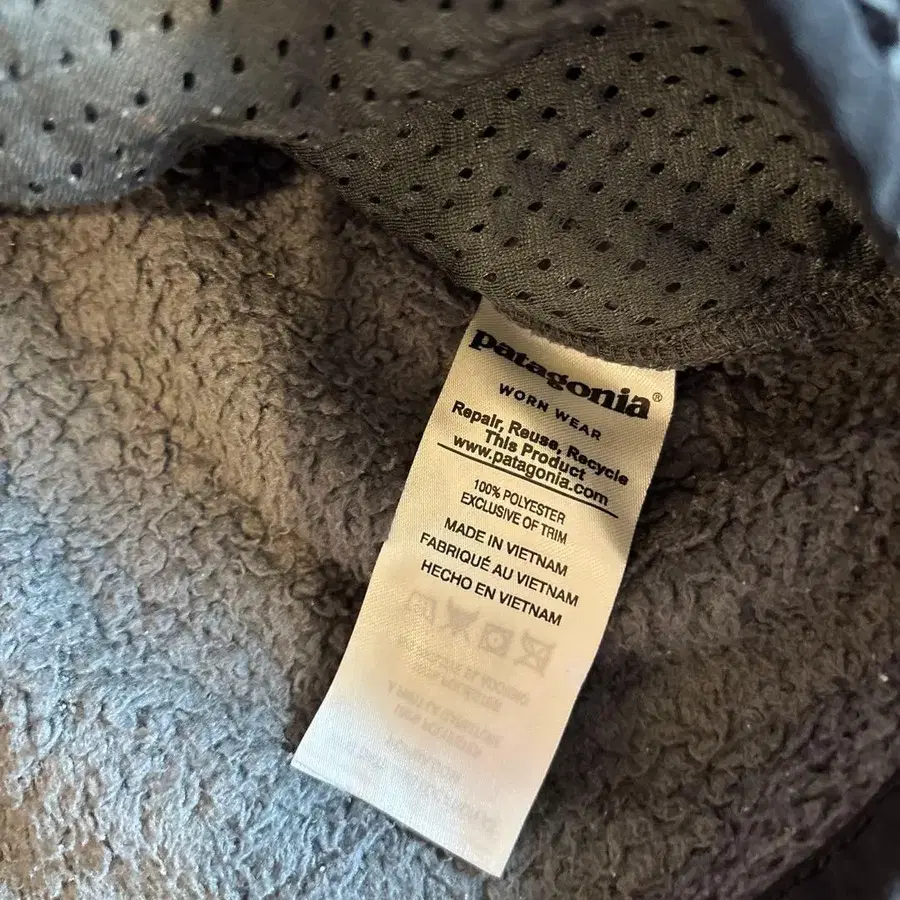 patagonia®
WORN WEAR
Repair, Reuse, Recycle
This Product
www.patagonia.com
100% POLYESTER
EXCLUSIVE OF TRIM
MADE IN VIETNAM
FABRIQUÉ AU VIETNAM
HECHO EN VIETNAM